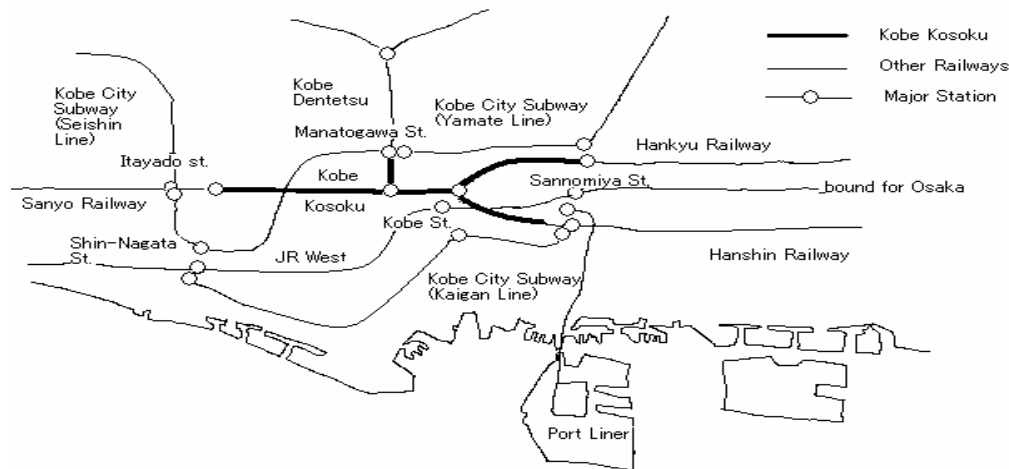 Kobe Kosoku
Other Railways
Major Station
Kobe City
Subway
(Seishin
Line)
Kobe
Dentetsu
Kobe City Subway
(Yamate Line)
Manatogawa St.
Hankyu Railway
Itayado st.
Kobe
Kosoku
Sannomiya St.
bound for Osaka
Sanyo Railway
Kobe St.
Shin-Nagata
St.
JR West
Hanshin Railway
Kobe City Subway
(Kaigan Line)
Port Liner